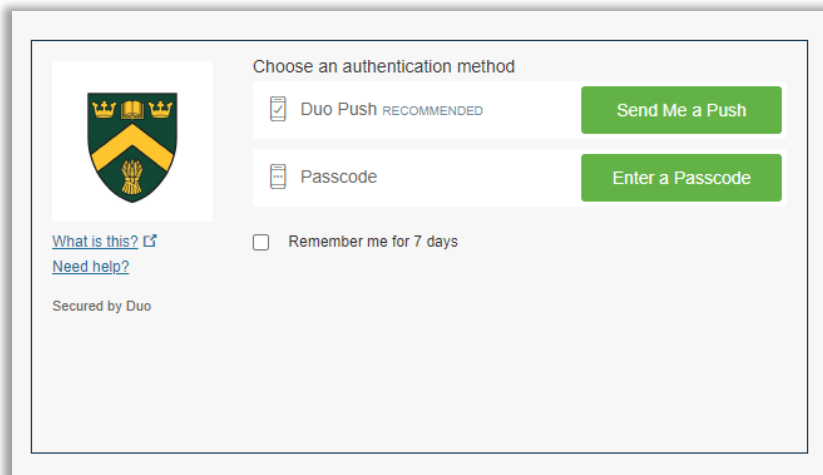 Choose an authentication method
Duo Push RECOMMENDED
Send Me a Push
Passcode
Enter a Passcode
What is this?
Remember me for 7 days
Need help?
Secured by Duo